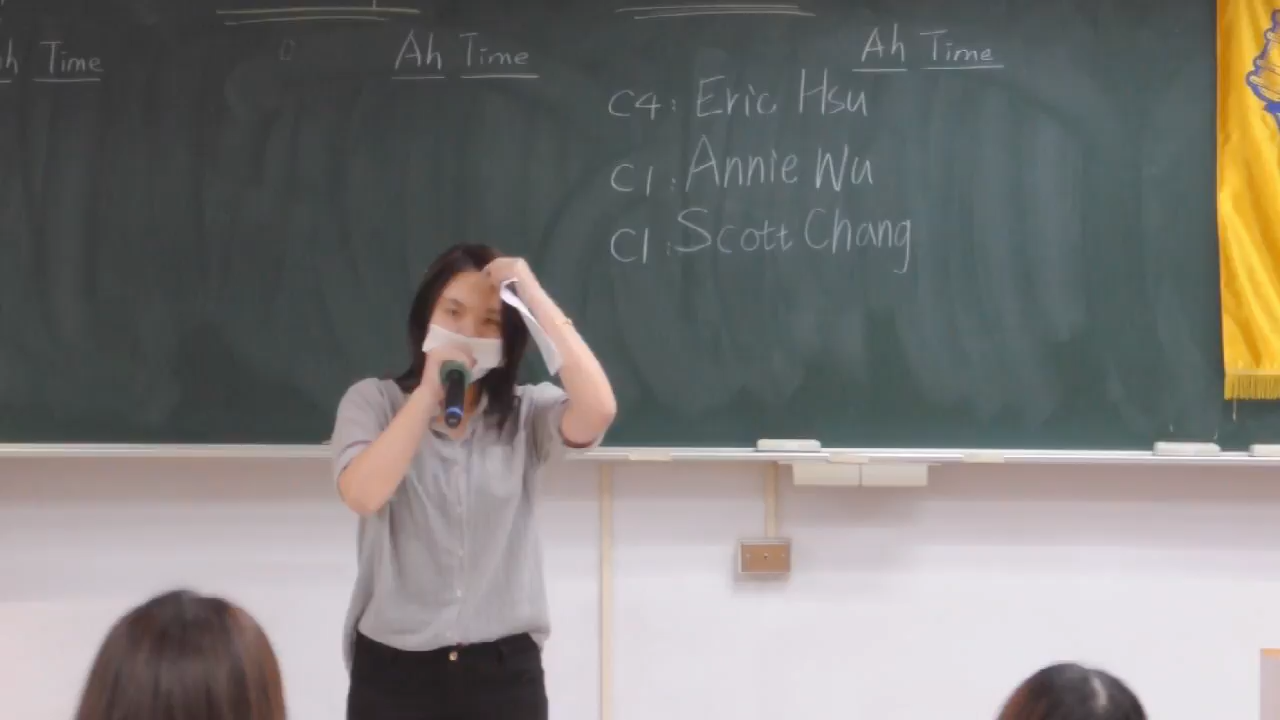 Time
Ah Time
Ah Time
C4: Eric Hsu
C1: Annie Wu
C1: Scott Chang